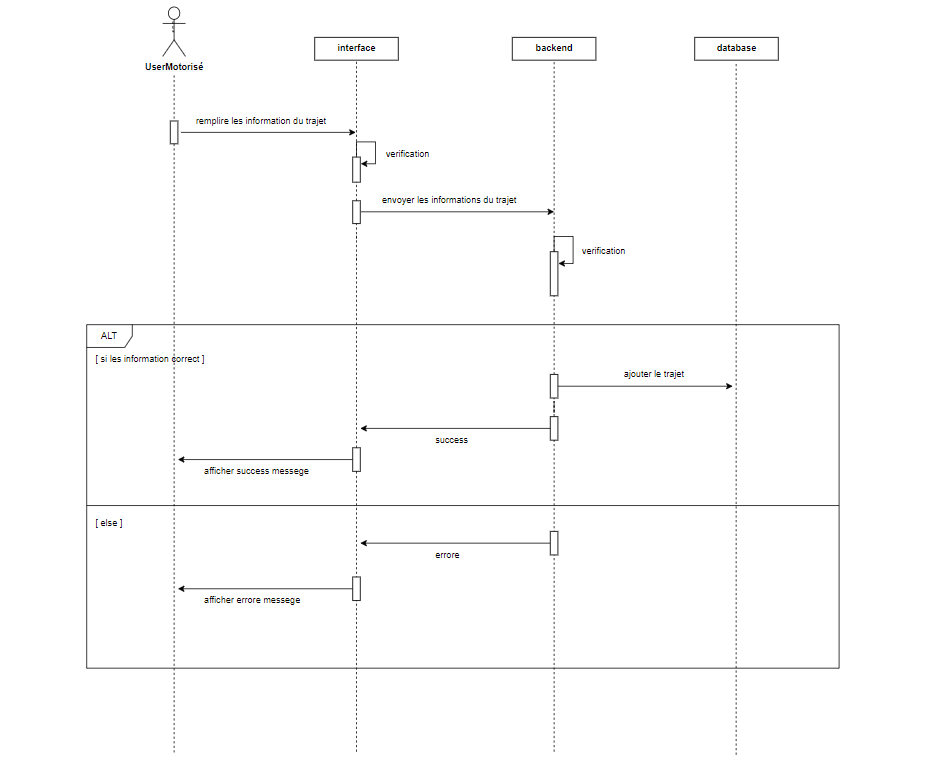 UserMotorisé
interface
backend
database
remplire les information du trajet
verification
envoyer les informations du trajet
verification
ALT
[ si les information correct ]
ajouter le trajet
success
afficher success messege
[ else ]
errore
afficher errore messege